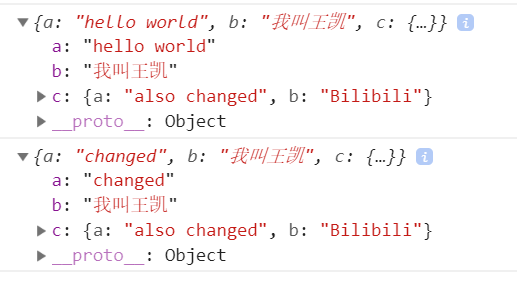 ▼{a: "hello world", b: "我叫王凯", c: {…}} i
a: "hello world"
b: "我叫王凯"
▶c: {a: "also changed", b: "Bilibili"}
▶__proto__: Object
▼{a: "changed", b: "我叫王凯", c: {…}} i
a: "changed"
b: "我叫王凯"
▶c: {a: "also changed", b: "Bilibili"}
▶__proto__: Object